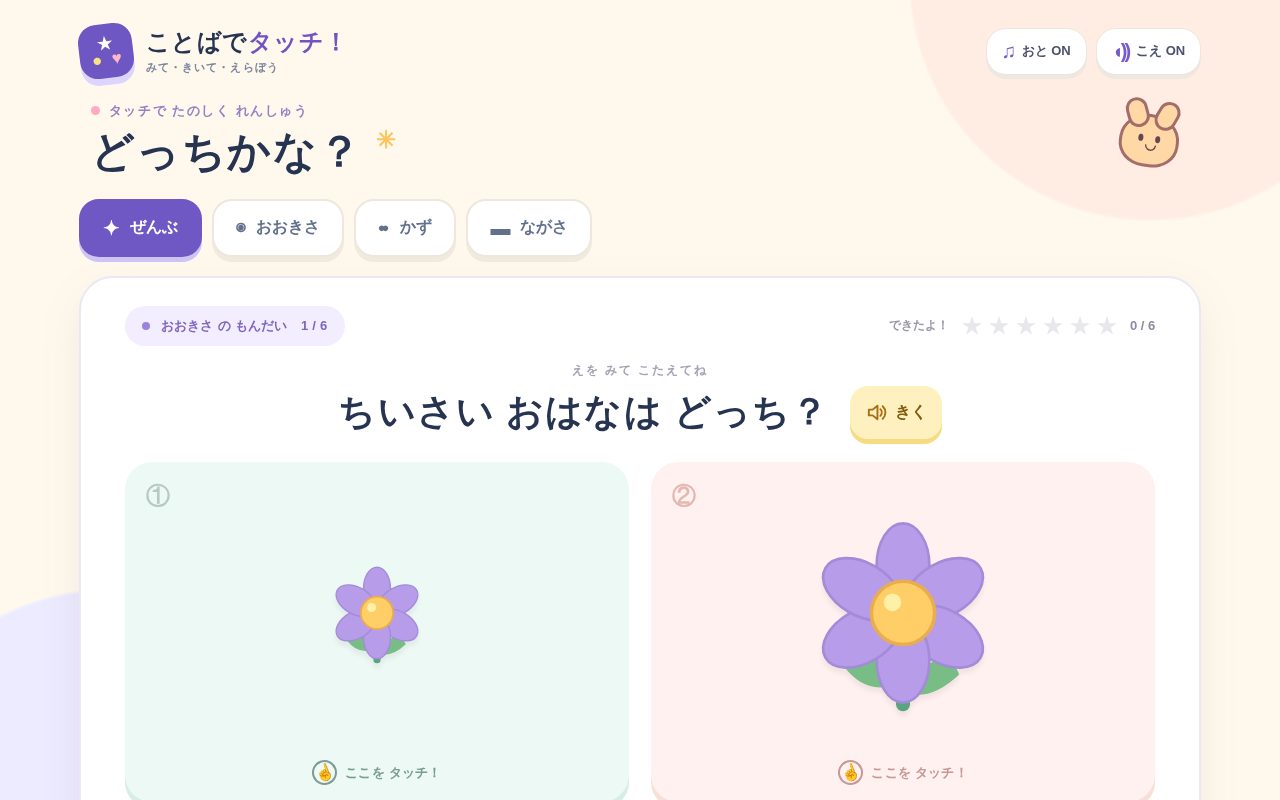 ことばでタッチ！
みて・きいて・えらぼう
おと ON
こえ ON
タッチで たのしく れんしゅう
どっちかな？
ぜんぶ
おおきさ
かず
ながさ
おおきさ の もんだい 1 / 6
できたよ！ 0 / 6
えを みて こたえてね
ちいさい おはなは どっち？
きく
①
②
ここを タッチ！
ここを タッチ！